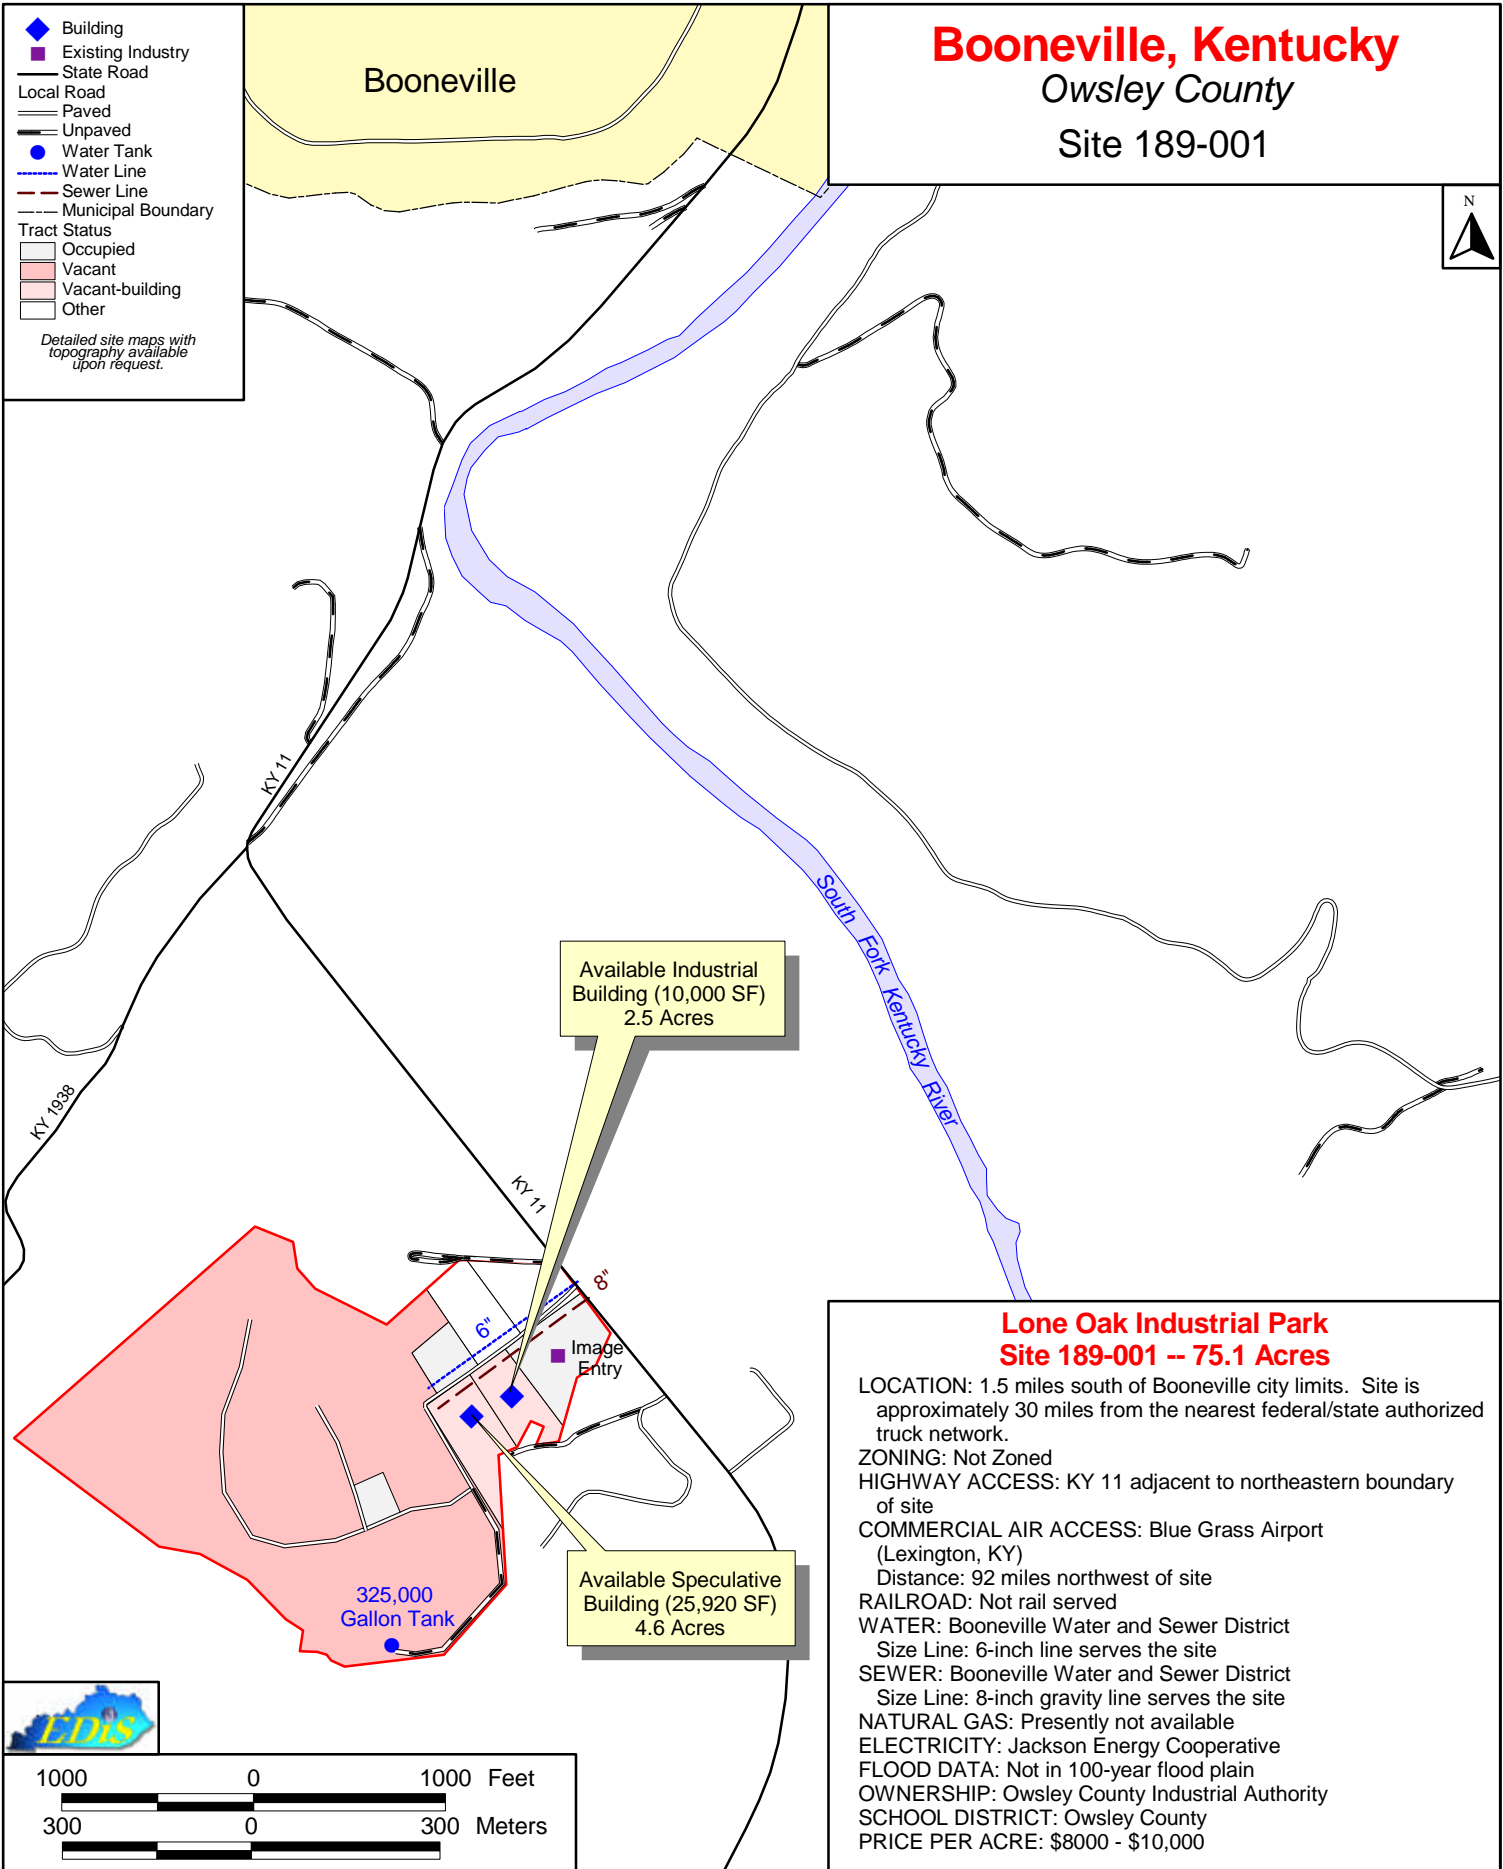 Building
Existing Industry
State Road
Local Road
Paved
Unpaved
Water Tank
Water Line
Sewer Line
Municipal Boundary
Tract Status
Occupied
Vacant
Vacant-building
Other
Detailed site maps with
topography available
upon request.
Booneville
Booneville, Kentucky
Owsley County
Site 189-001
N
KY 11
South Fork Kentucky River
Available Industrial
Building (10,000 SF)
2.5 Acres
KY 1938
KY 11
8"
6"
Image
Entry
325,000
Gallon Tank
Available Speculative
Building (25,920 SF)
4.6 Acres
EDiS
1000 0 1000 Feet
300 0 300 Meters
Lone Oak Industrial Park
Site 189-001 -- 75.1 Acres
LOCATION: 1.5 miles south of Booneville city limits. Site is
approximately 30 miles from the nearest federal/state authorized
truck network.
ZONING: Not Zoned
HIGHWAY ACCESS: KY 11 adjacent to northeastern boundary
of site
COMMERCIAL AIR ACCESS: Blue Grass Airport
(Lexington, KY)
Distance: 92 miles northwest of site
RAILROAD: Not rail served
WATER: Booneville Water and Sewer District
Size Line: 6-inch line serves the site
SEWER: Booneville Water and Sewer District
Size Line: 8-inch gravity line serves the site
NATURAL GAS: Presently not available
ELECTRICITY: Jackson Energy Cooperative
FLOOD DATA: Not in 100-year flood plain
OWNERSHIP: Owsley County Industrial Authority
SCHOOL DISTRICT: Owsley County
PRICE PER ACRE: $8000 - $10,000